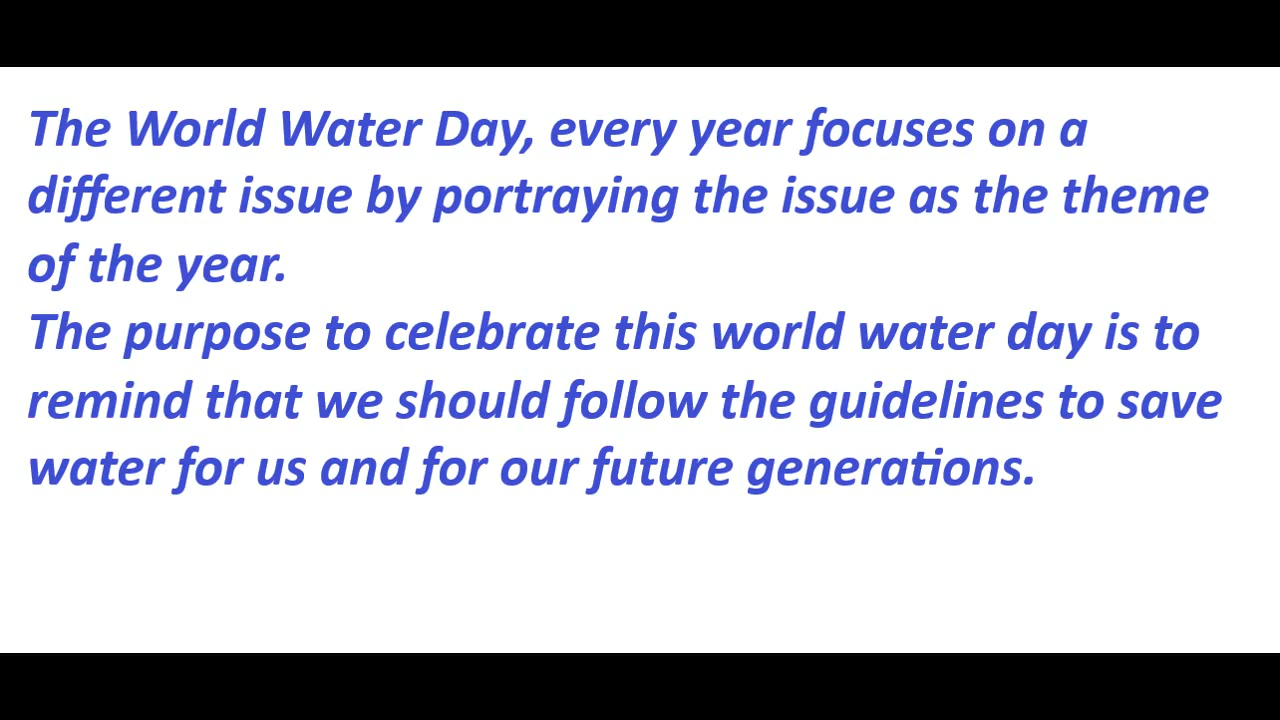 The World Water Day, every year focuses on a
different issue by portraying the issue as the theme
of the year.
The purpose to celebrate this world water day is to
remind that we should follow the guidelines to save
water for us and for our future generations.